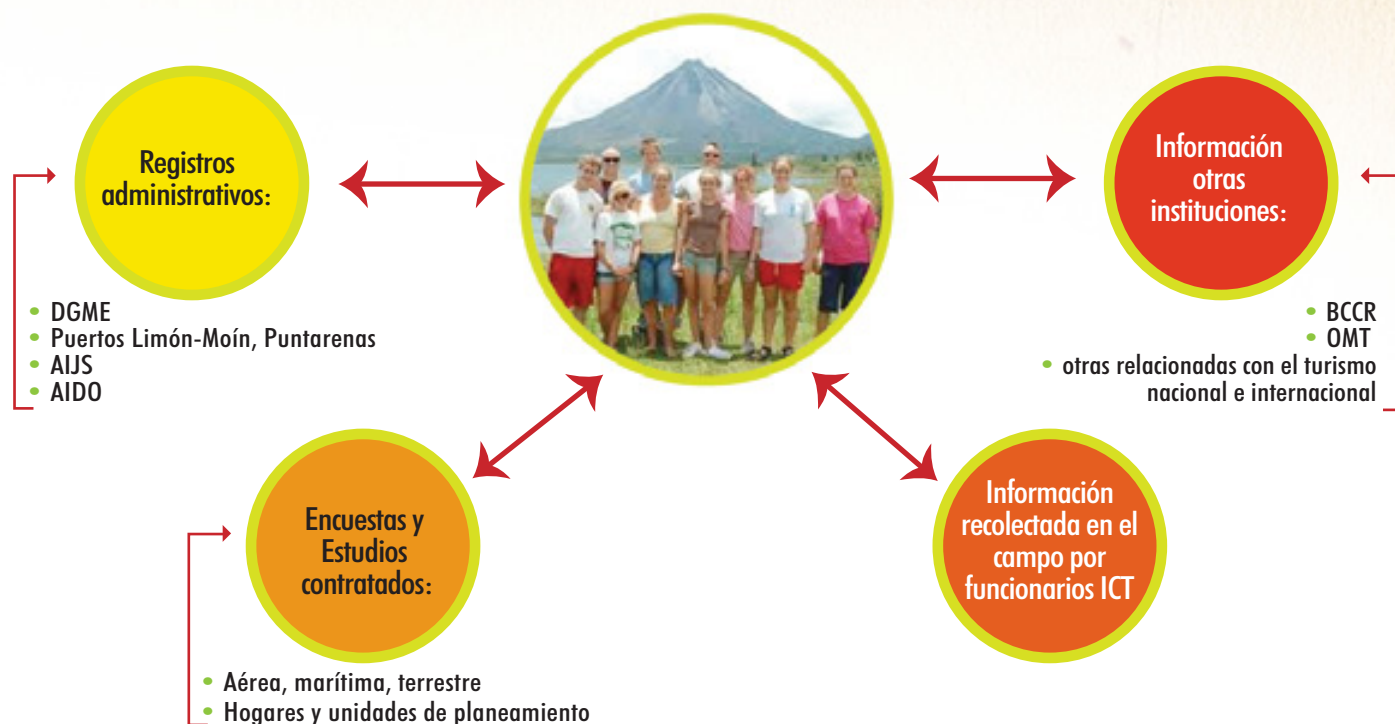 Registros
administrativos:
• DGME
• Puertos Limón-Moín, Puntarenas
• AIJS
• AIDO
Información
otras
instituciones:
• BCCR
• OMT
• otras relacionadas con el turismo
nacional e internacional
Encuestas y
Estudios
contratados:
• Aérea, marítima, terrestre
• Hogares y unidades de planeamiento
Información
recolectada en el
campo por
funcionarios ICT